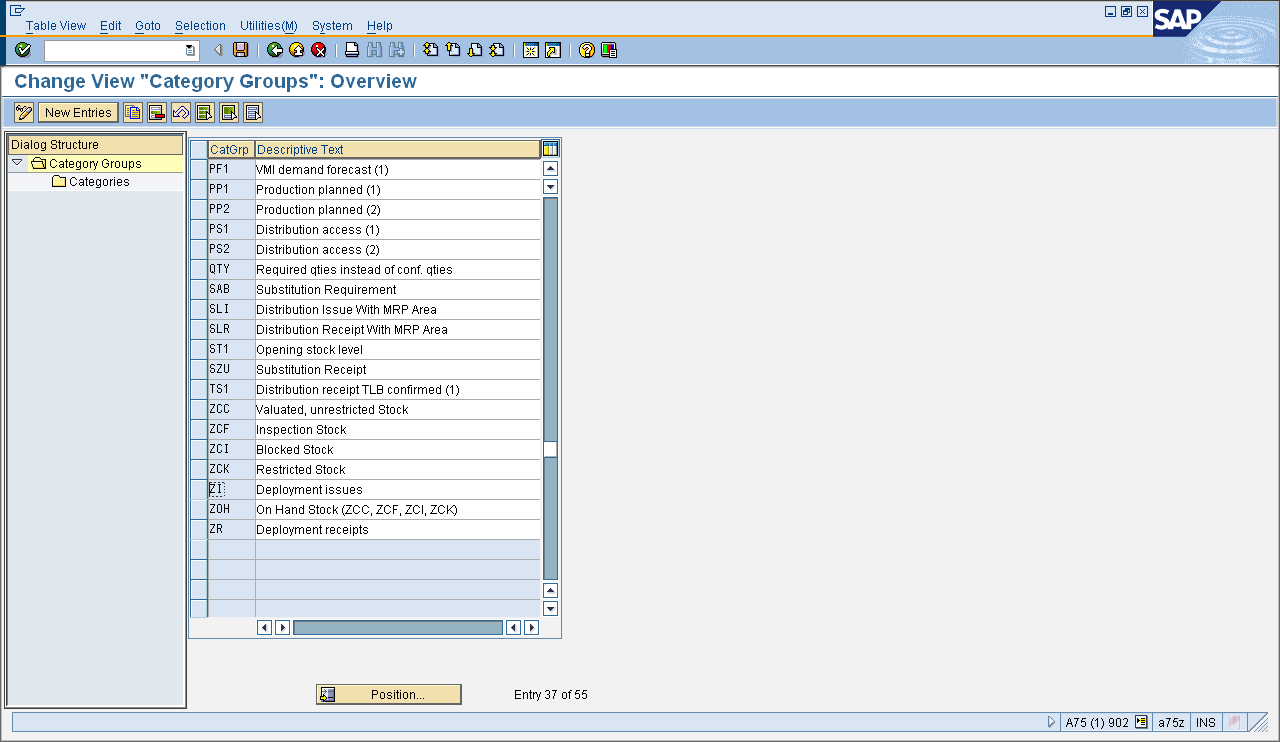 Table View Edit Goto Selection Utilities(M) System Help
SAP
Change View "Category Groups": Overview
New Entries
Dialog Structure
Category Groups
Categories
CatGrp Descriptive Text
PF1 VMI demand forecast (1)
PP1 Production planned (1)
PP2 Production planned (2)
PS1 Distribution access (1)
PS2 Distribution access (2)
QTY Required qties instead of conf. qties
SAB Substitution Requirement
SLI Distribution Issue With MRP Area
SLR Distribution Receipt With MRP Area
ST1 Opening stock level
SZU Substitution Receipt
TS1 Distribution receipt TLB confirmed (1)
ZCC Valuated, unrestricted Stock
ZCF Inspection Stock
ZCI Blocked Stock
ZCK Restricted Stock
ZI Deployment issues
ZOH On Hand Stock (ZCC, ZCF, ZCI, ZCK)
ZR Deployment receipts
Position... Entry 37 of 55
A75 (1) 902 a75z INS